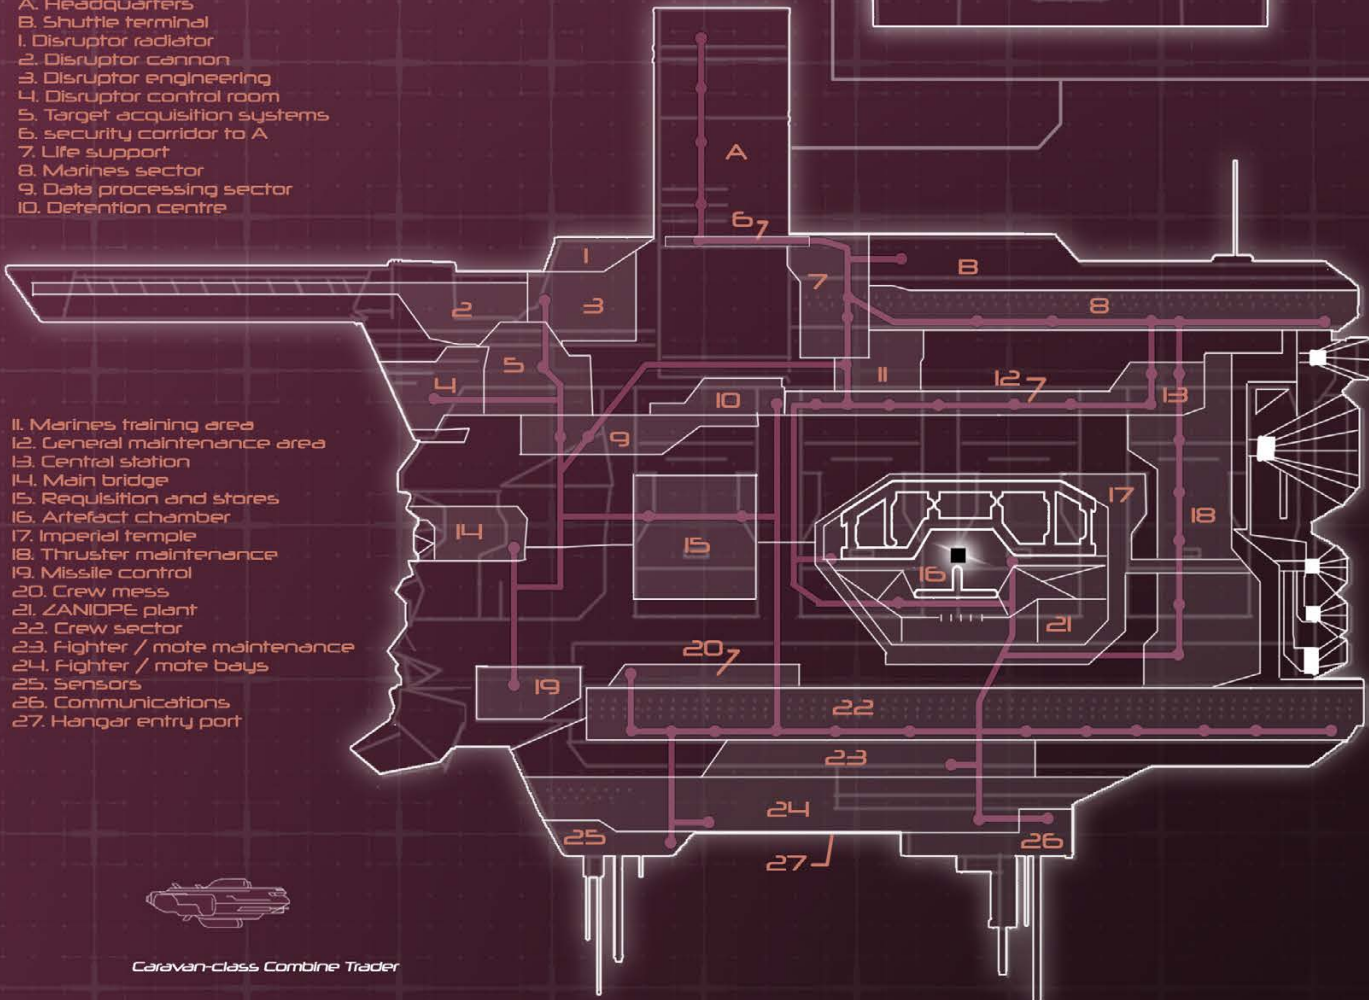 A. Headquarters
B. Shuttle terminal
1. Disruptor radiator
2. Disruptor cannon
3. Disruptor engineering
4. Disruptor control room
5. Target acquisition systems
6. security corridor to A
7. Life support
8. Marines sector
9. Data processing sector
10. Detention centre
A
6
1
7
B
2
3
8
5
4
11
12
13
10
9
11. Marines training area
12. General maintenance area
13. Central station
14. Main bridge
15. Requisition and stores
16. Artefact chamber
17. Imperial temple
18. Thruster maintenance
19. Missile control
20. Crew mess
21. ZANIOPE plant
22. Crew sector
23. Fighter / mote maintenance
24. Fighter / mote bays
25. Sensors
26. Communications
27. Hangar entry port
17
14
18
15
16
21
20
19
22
23
24
25
26
27
Caravan-class Combine Trader